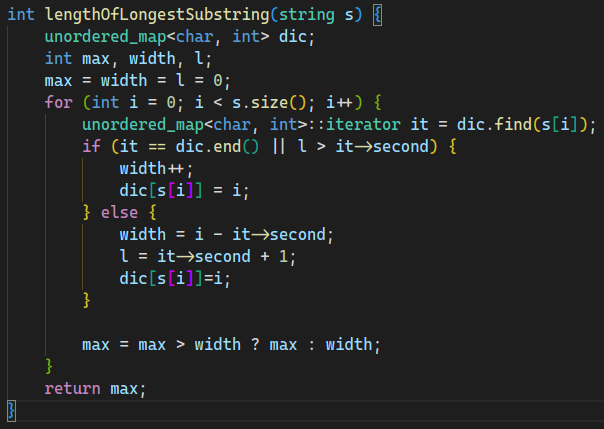 int lengthOfLongestSubstring(string s) {
    unordered_map<char, int> dic;
    int max, width, l;
    max = width = l = 0;
    for (int i = 0; i < s.size(); i++) {
        unordered_map<char, int>::iterator it = dic.find(s[i]);
        if (it == dic.end() || l > it->second) {
            width++;
            dic[s[i]] = i;
        } else {
            width = i - it->second;
            l = it->second + 1;
            dic[s[i]]=i;
        }

        max = max > width ? max : width;
    }
    return max;
}